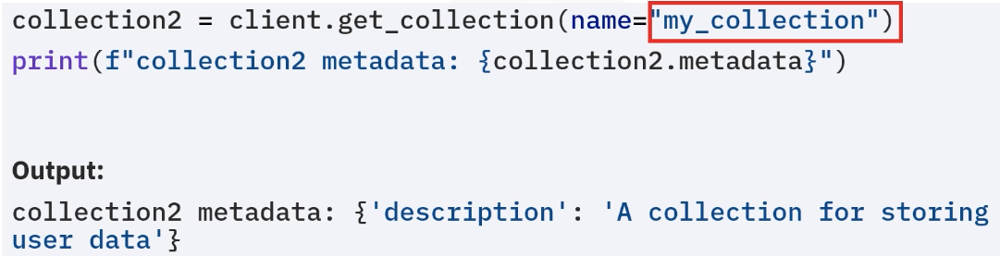 collection2 = client.get_collection(name="my_collection")
print(f"collection2 metadata: {collection2.metadata}")
Output:
collection2 metadata: {'description': 'A collection for storing
user data'}